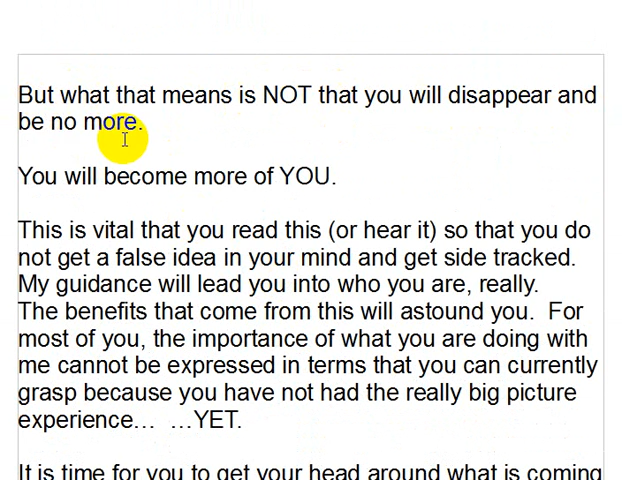 But what that means is NOT that you will disappear and
be no more.
You will become more of YOU.
This is vital that you read this (or hear it) so that you do
not get a false idea in your mind and get side tracked.
My guidance will lead you into who you are, really.
The benefits that come from this will astound you.  For
most of you, the importance of what you are doing with
me cannot be expressed in terms that you can currently
grasp because you have not had the really big picture
experience…  …YET.
It is time for you to get your head around what is coming